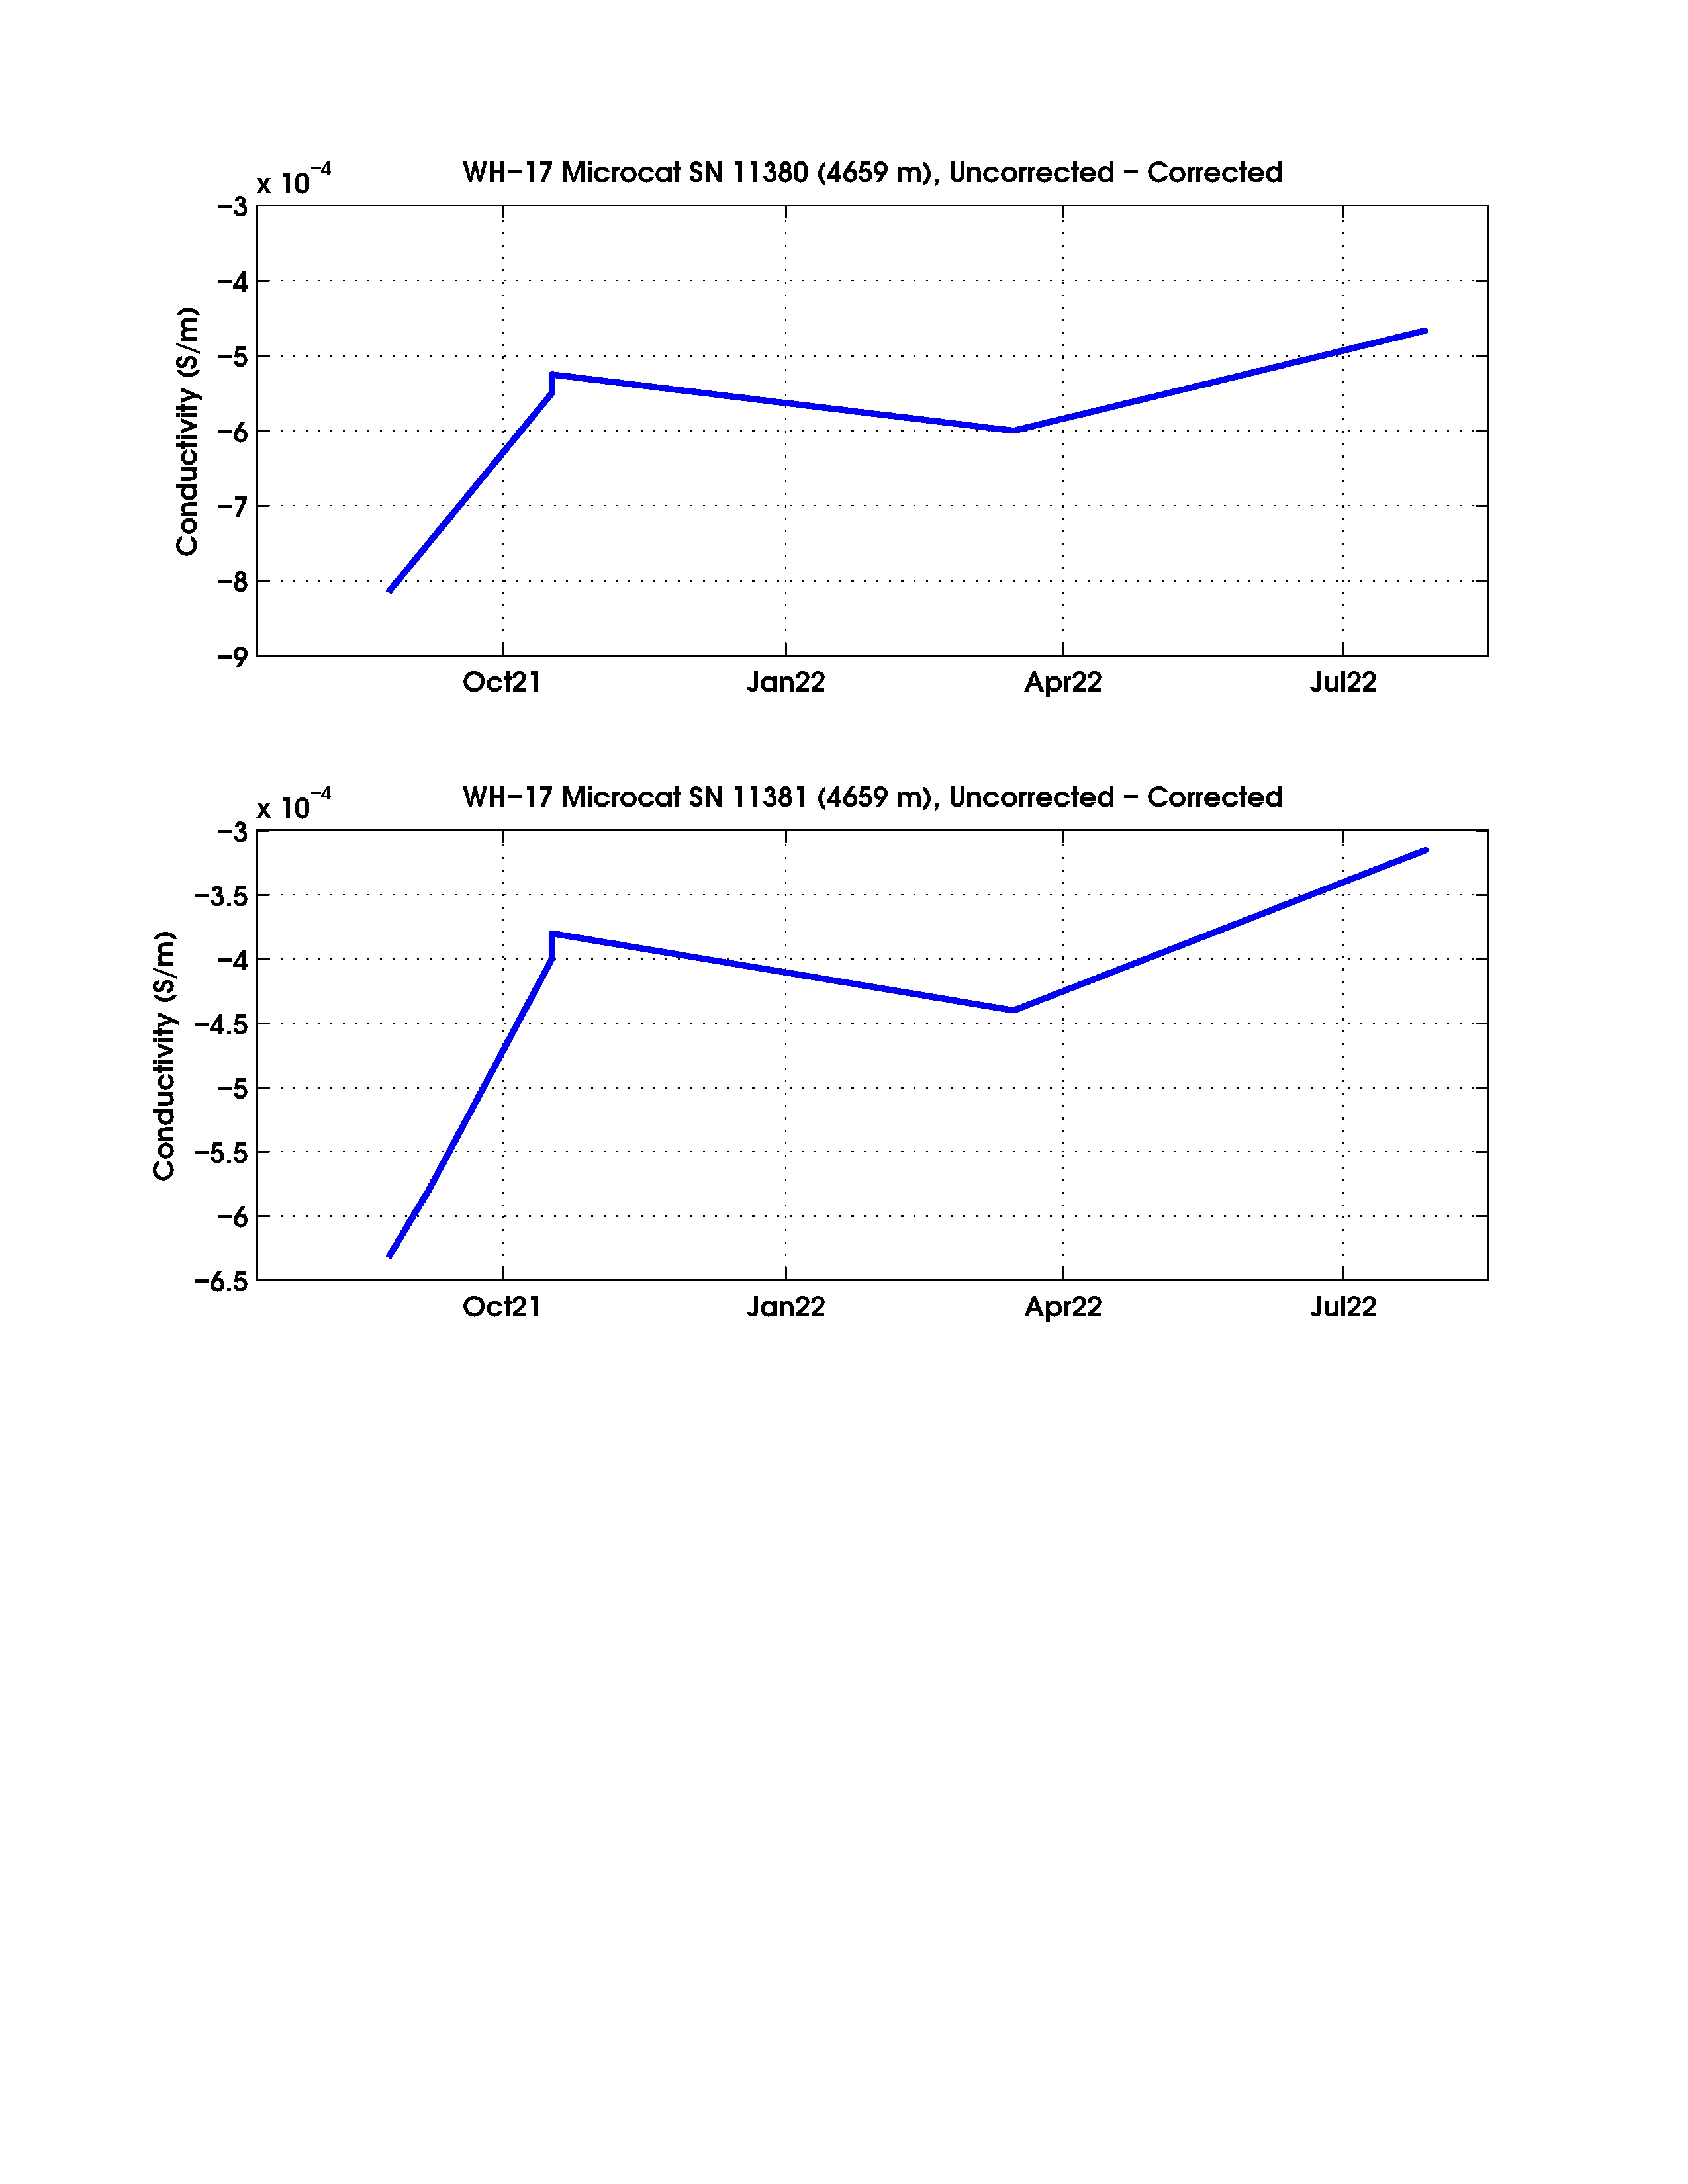 WH−17 Microcat SN 11380 (4659 m), Uncorrected − Corrected
x 10−4
−3
−4
−5
−6
−7
−8
−9
Conductivity (S/m)
Oct21 Jan22 Apr22 Jul22
WH−17 Microcat SN 11381 (4659 m), Uncorrected − Corrected
x 10−4
−3
−3.5
−4
−4.5
−5
−5.5
−6
−6.5
Conductivity (S/m)
Oct21 Jan22 Apr22 Jul22